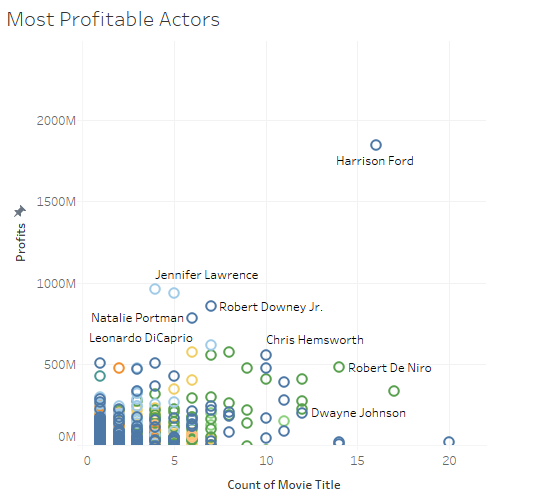 Most Profitable Actors
2000M
Harrison Ford
1500M
Profits
Jennifer Lawrence
1000M
Robert Downey Jr.
Natalie Portman
Leonardo DiCaprio
Chris Hemsworth
500M
Robert De Niro
Dwayne Johnson
0M
0 5 10 15 20
Count of Movie Title